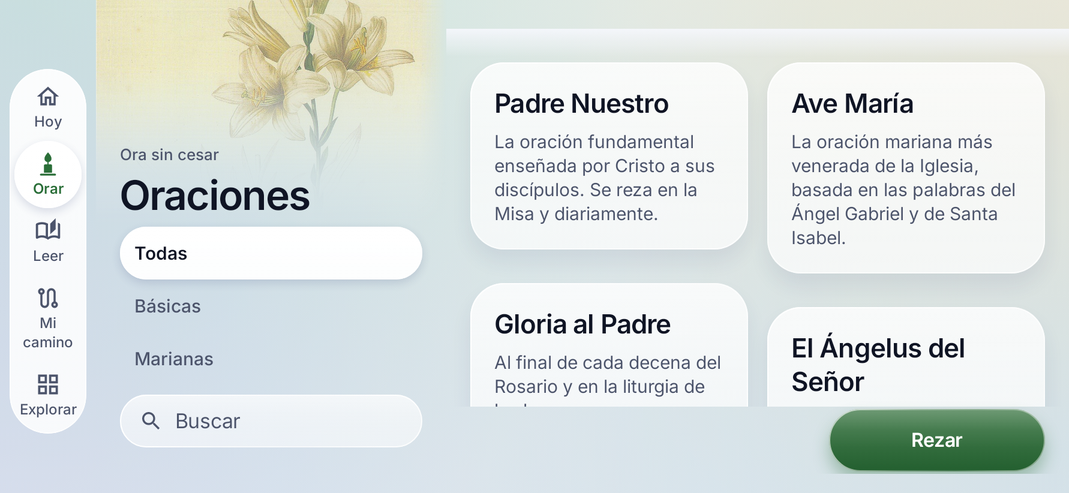 Hoy
Orar
Leer
Mi
camino
Explorar
Ora sin cesar
Oraciones
Todas
Básicas
Marianas
Buscar
Padre Nuestro
La oración fundamental
enseñada por Cristo a sus
discípulos. Se reza en la
Misa y diariamente.
Ave María
La oración mariana más
venerada de la Iglesia,
basada en las palabras del
Ángel Gabriel y de Santa
Isabel.
Gloria al Padre
Al final de cada decena del
Rosario y en la liturgia de
El Ángelus del
Señor
Rezar